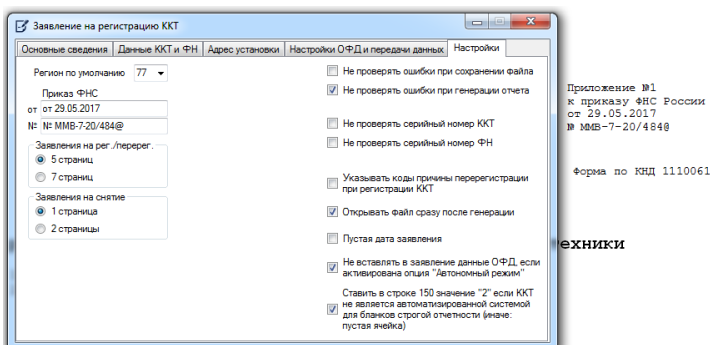 Заявление на регистрацию ККТ
Основные сведения
Данные ККТ и ФН
Адрес установки
Настройки ОФД и передачи данных
Настройки
Регион по умолчанию 77
Приказ ФНС
от от 29.05.2017
№ № ММВ-7-20/484@
Заявления на рег./перерег.
5 страниц
7 страниц
Заявления на снятие
1 страница
2 страницы
Не проверять ошибки при сохранении файла
Не проверять ошибки при генерации отчета
Не проверять серийный номер ККТ
Не проверять серийный номер ФН
Указывать коды причины перерегистрации
при регистрации ККТ
Открывать файл сразу после генерации
Пустая дата заявления
Не вставлять в заявление данные ОФД, если
активирована опция "Автономный режим"
Ставить в строке 150 значение "2" если ККТ
не является автоматизированной системой
для бланков строгой отчетности (иначе:
пустая ячейка)
Приложение №1
к приказу ФНС России
от 29.05.2017
№ ММВ-7-20/484@
Форма по КНД 1110061
ехники